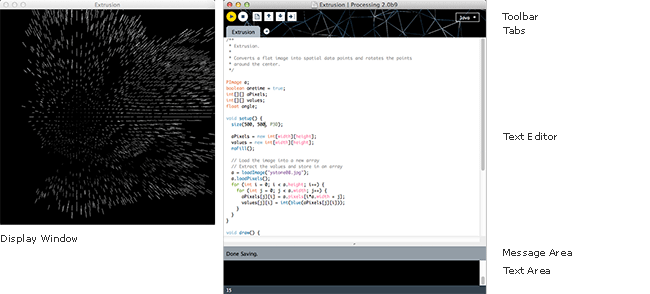 Extrusion
Extrusion | Processing 2.0b9
Java
Extrusion
/**
* Extrusion.
*
* Converts a flat image into spatial data points and rotates the points
* around the center.
*/
PImage a;
boolean onetime = true;
int[][] aPixels;
int[][] values;
float angle;
void setup() {
size(500, 500, P3D);
aPixels = new int[width][height];
values = new int[width][height];
noFill();
// Load the image into a new array
// Extract the values and store in an array
a = loadImage("ystone08.jpg");
a.loadPixels();
for (int i = 0; i < a.height; i++) {
for (int j = 0; j < a.width; j++) {
aPixels[j][i] = a.pixels[i*a.width + j];
values[j][i] = int(blue(aPixels[j][i]));
}
}
}
void draw() {
Done Saving.
15
Toolbar
Tabs
Text Editor
Display Window
Message Area
Text Area